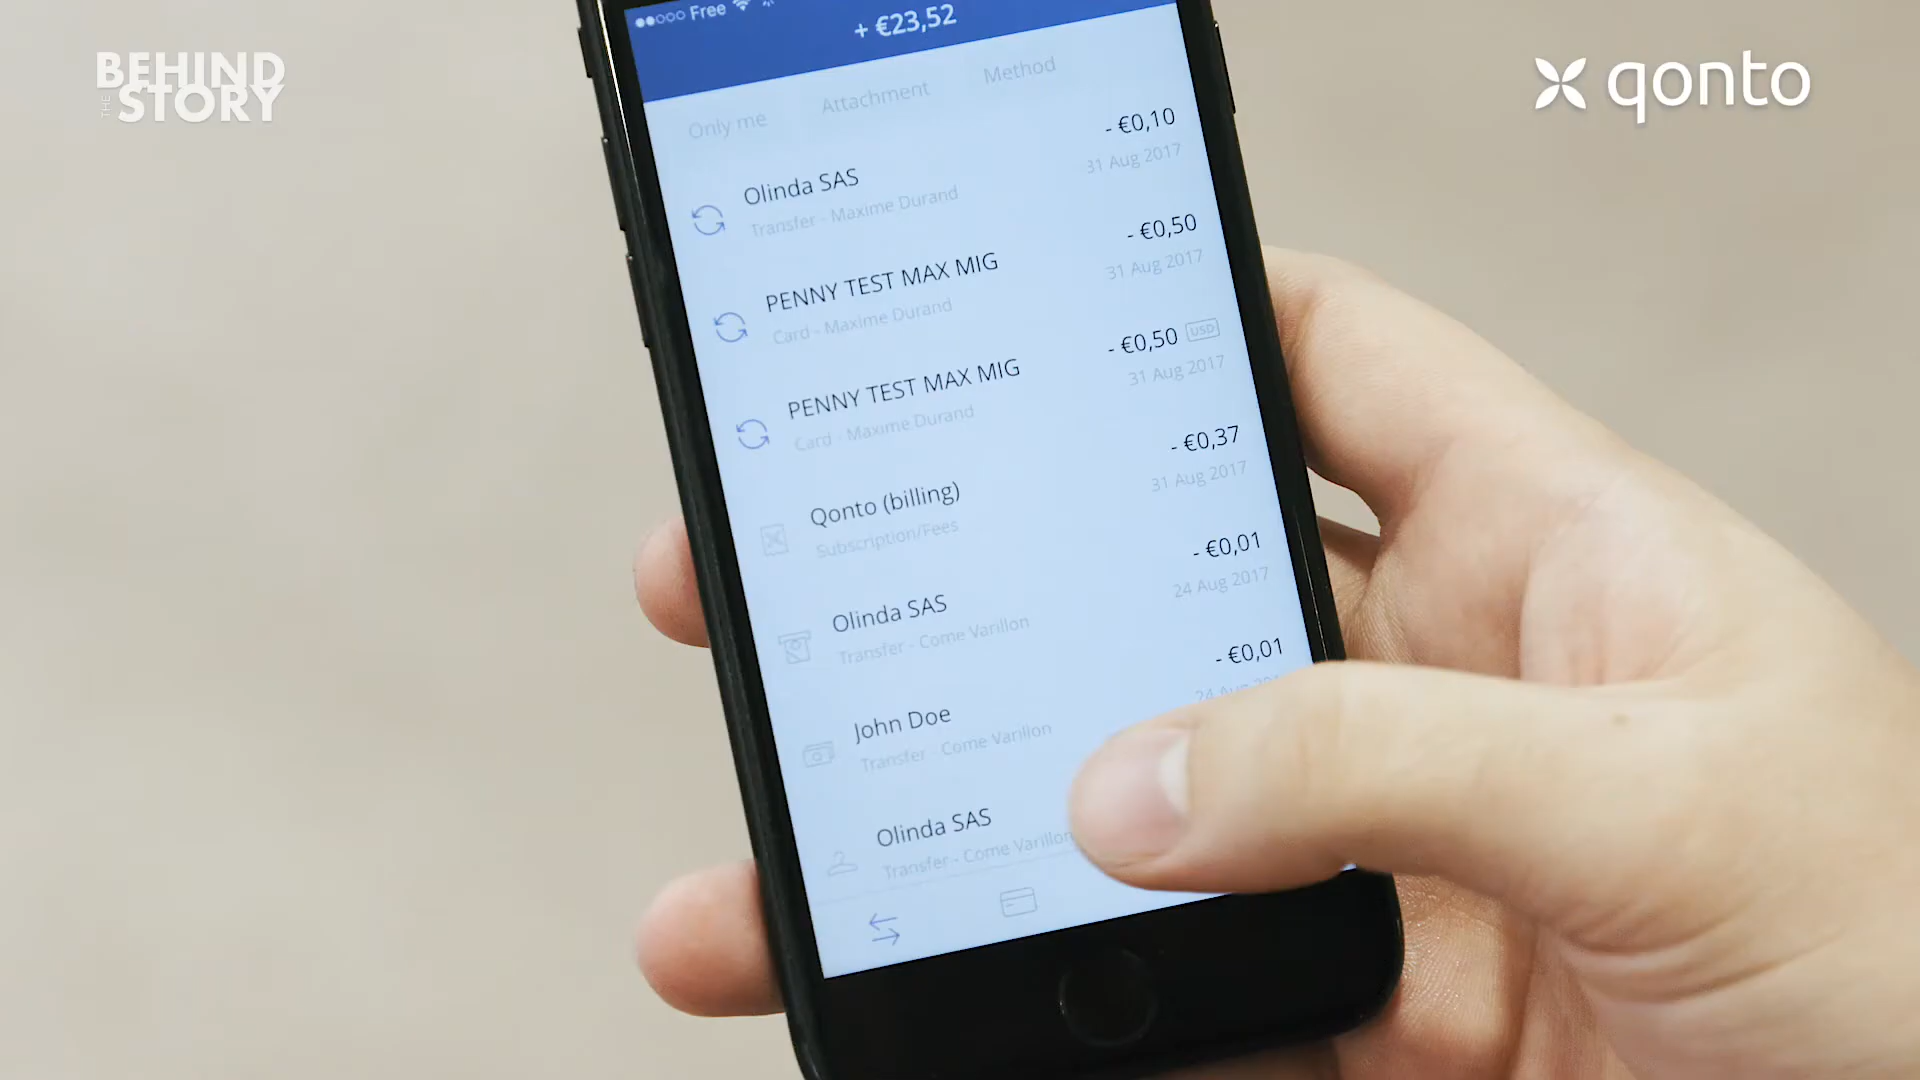 BEHIND
THE STORY
qonto
Free
+ €23,52
Only me
Attachment
Method
Olinda SAS
- €0,10
Transfer - Maxime Durand
31 Aug 2017
PENNY TEST MAX MIG
- €0,50
Card - Maxime Durand
31 Aug 2017
PENNY TEST MAX MIG
- €0,50 USD
Card - Maxime Durand
31 Aug 2017
Qonto (billing)
- €0,37
Subscription/Fees
31 Aug 2017
Olinda SAS
- €0,01
Transfer - Come Varillon
24 Aug 2017
John Doe
- €0,01
Transfer - Come Varillon
24 Aug
Olinda SAS
Transfer - Come Varillon